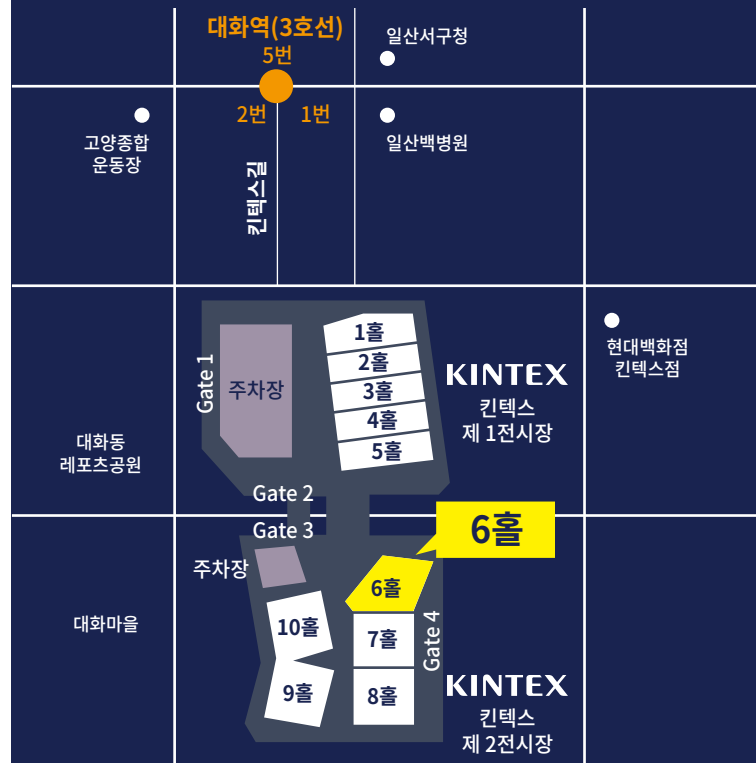 대화역(3호선)
5번
2번
1번
일산서구청
고양종합
운동장
일산백병원
킨텍스길
Gate 1
주차장
1홀
2홀
3홀
4홀
5홀
KINTEX
킨텍스
제 1전시장
현대백화점
킨텍스점
대화동
레포츠공원
Gate 2
Gate 3
6홀
주차장
6홀
10홀
7홀
Gate 4
9홀
8홀
대화마을
KINTEX
킨텍스
제 2전시장